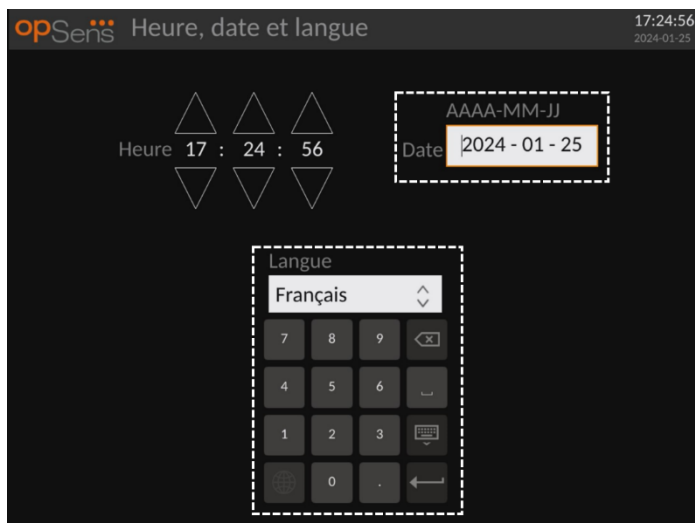 opSens Heure, date et langue 17:24:56
2024-01-25
AAAA-MM-JJ
Heure 17 : 24 : 56
Date 2024 - 01 - 25
Langue
Français
7 8 9
4 5 6
1 2 3
0 .